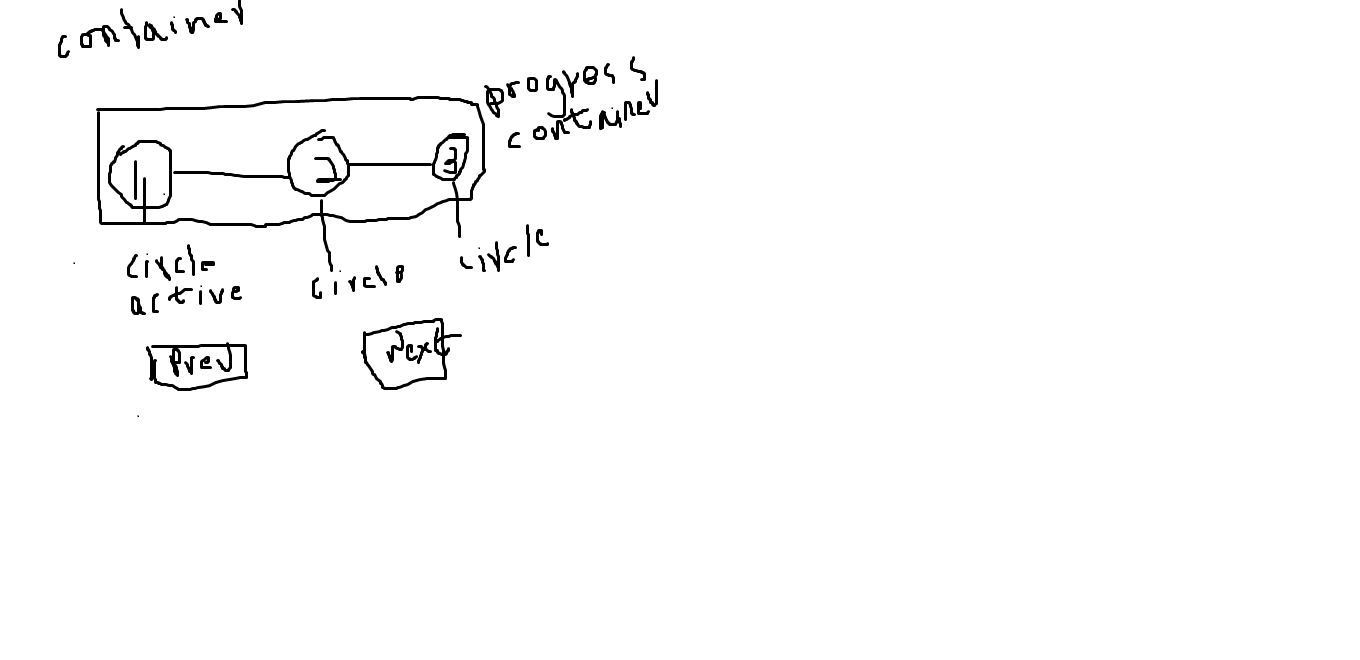 container
progress
container
1
2
3
circle
active
circle
circle
Prev
Next